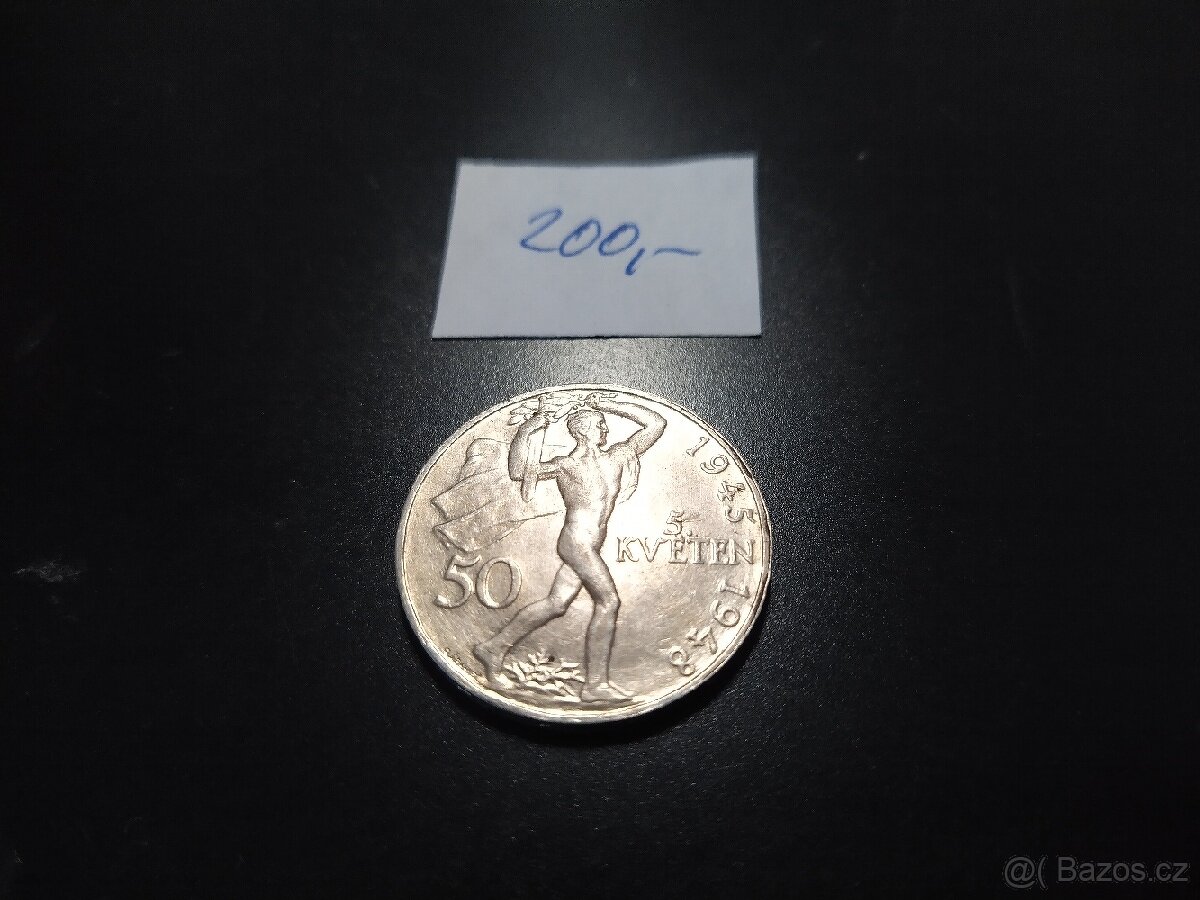 200,-
1945
5.
KVĚTEN
50
1948
@( Bazos.cz